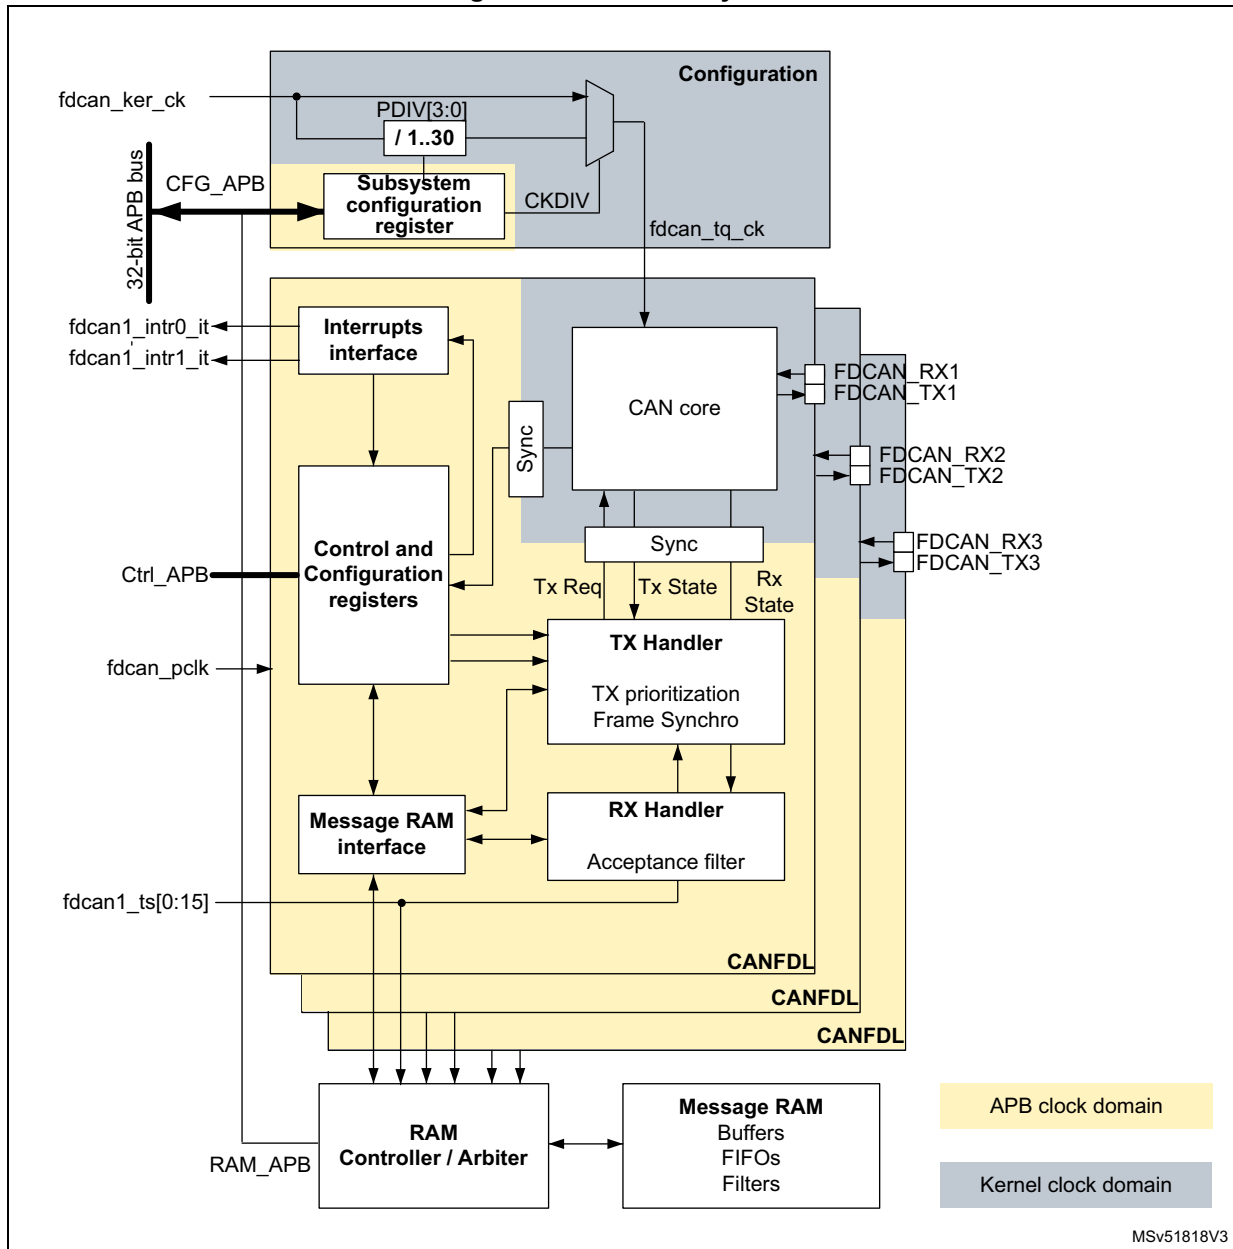 Configuration
fdcan_ker_ck
PDIV[3:0]
/ 1..30
CFG_APB
Subsystem
configuration
register
CKDIV
fdcan_tq_ck
32-bit APB bus
fdcan1_intr0_it
fdcan1_intr1_it
Interrupts
interface
CAN core
FDCAN_RX1
FDCAN_TX1
Sync
FDCAN_RX2
FDCAN_TX2
Sync
FDCAN_RX3
FDCAN_TX3
Ctrl_APB
Control and
Configuration
registers
Tx Req
Tx State
Rx
State
fdcan_pclk
TX Handler
TX prioritization
Frame Synchro
Message RAM
interface
RX Handler
Acceptance filter
fdcan1_ts[0:15]
CANFDL
CANFDL
CANFDL
RAM_APB
RAM
Controller / Arbiter
Message RAM
Buffers
FIFOs
Filters
APB clock domain
Kernel clock domain
MSv51818V3